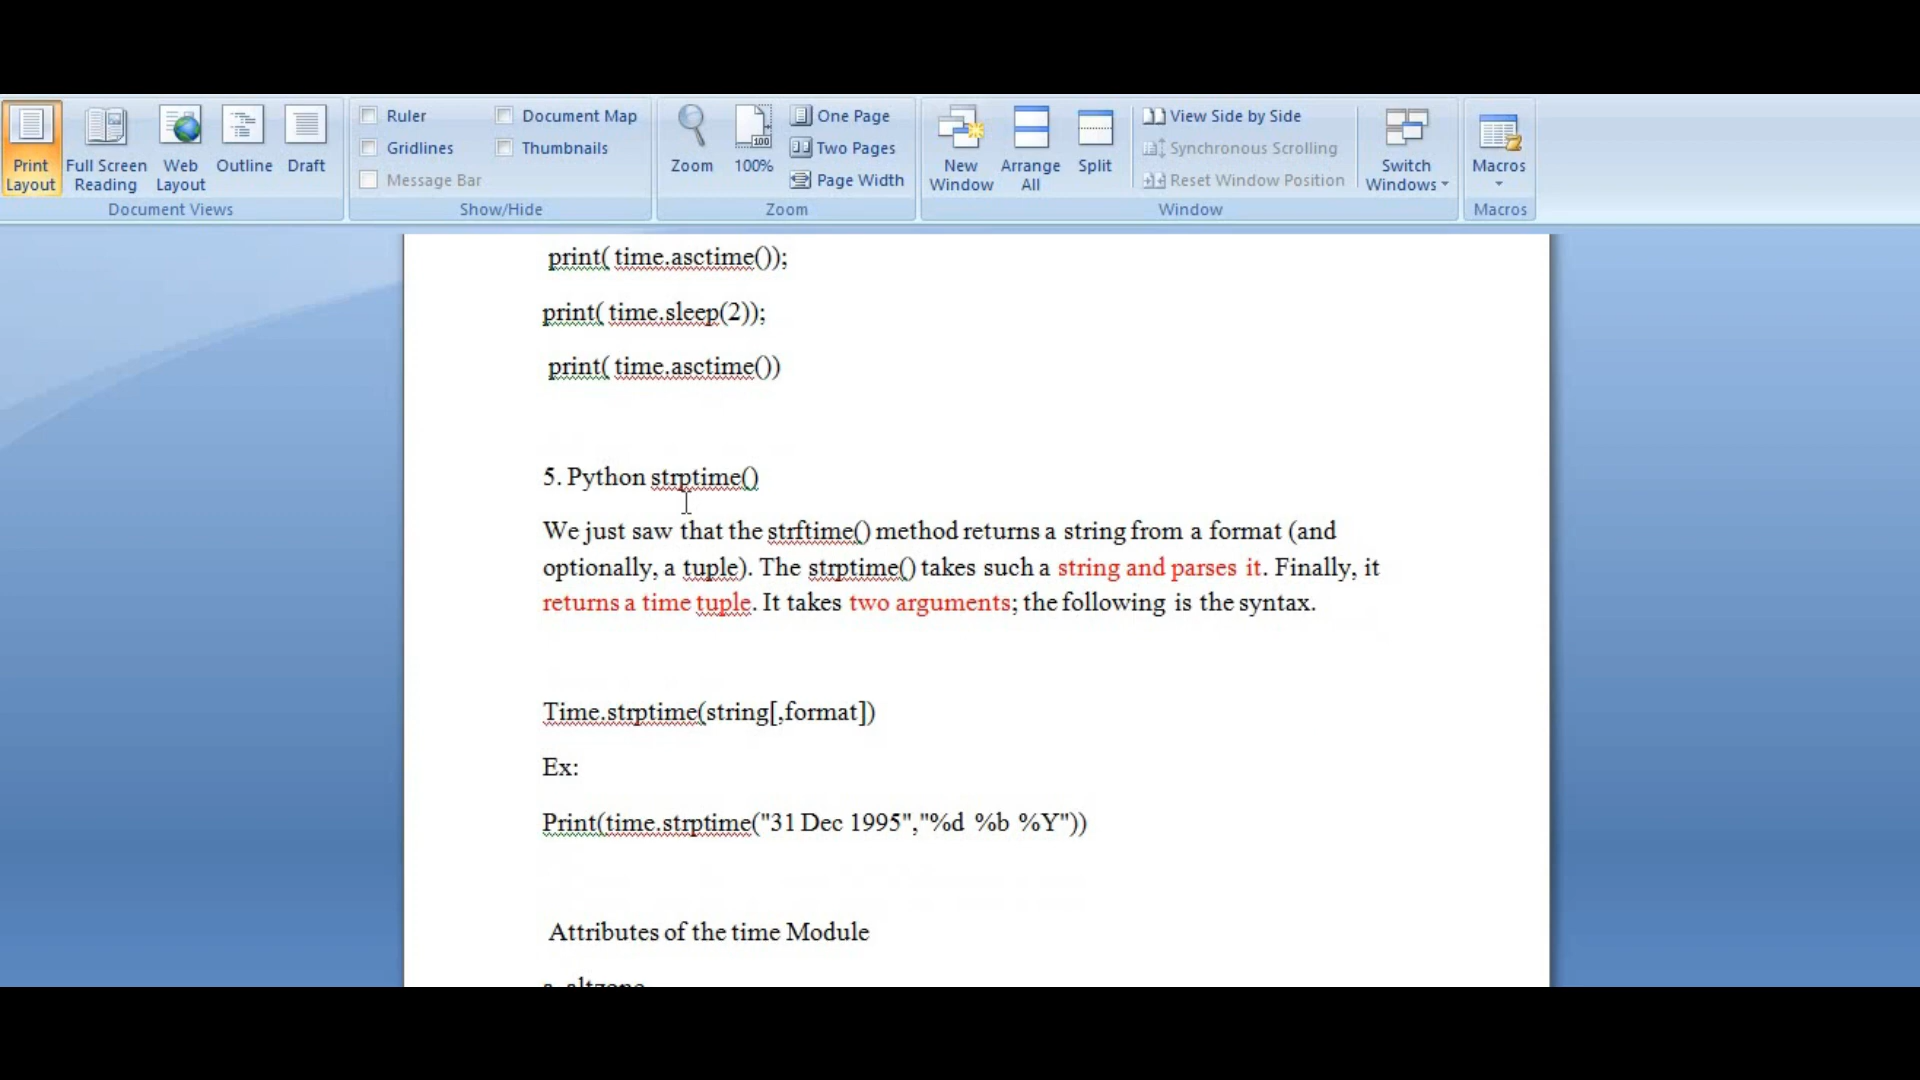 Print Layout
Full Screen Reading
Web Layout
Outline
Draft
Document Views
Ruler
Gridlines
Message Bar
Document Map
Thumbnails
Show/Hide
Zoom
100%
One Page
Two Pages
Page Width
Zoom
New Window
Arrange All
Split
View Side by Side
Synchronous Scrolling
Reset Window Position
Switch Windows
Window
Macros
Macros
print( time.asctime());
print( time.sleep(2));
print( time.asctime())
5. Python strptime()
We just saw that the strftime() method returns a string from a format (and
optionally, a tuple). The strptime() takes such a string and parses it. Finally, it
returns a time tuple. It takes two arguments; the following is the syntax.
Time.strptime(string[,format])
Ex:
Print(time.strptime("31 Dec 1995","%d %b %Y"))
Attributes of the time Module
a. altzone